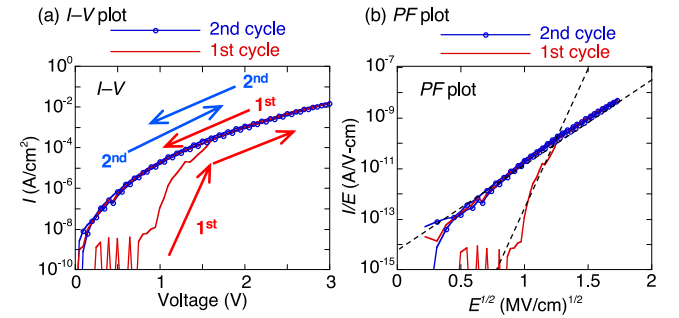 (a) I–V plot
2nd cycle
1st cycle
I–V
2nd
1st
2nd
1st
10^0
10^-2
10^-4
10^-6
10^-8
10^-10
I (A/cm^2)
0 1 2 3
Voltage (V)
(b) PF plot
2nd cycle
1st cycle
PF plot
10^-7
10^-9
10^-11
10^-13
10^-15
I/E (A/V-cm)
0 0.5 1 1.5 2
E^1/2 (MV/cm)^1/2